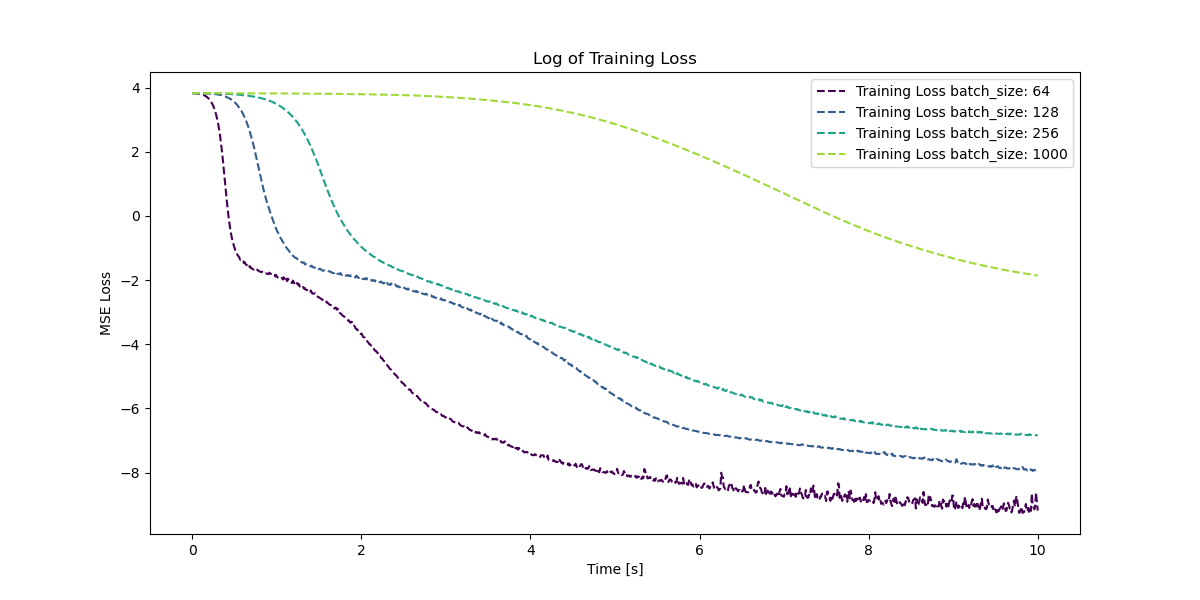 Log of Training Loss
4
2
0
−2
−4
−6
−8
MSE Loss
Training Loss batch_size: 64
Training Loss batch_size: 128
Training Loss batch_size: 256
Training Loss batch_size: 1000
0 2 4 6 8 10
Time [s]